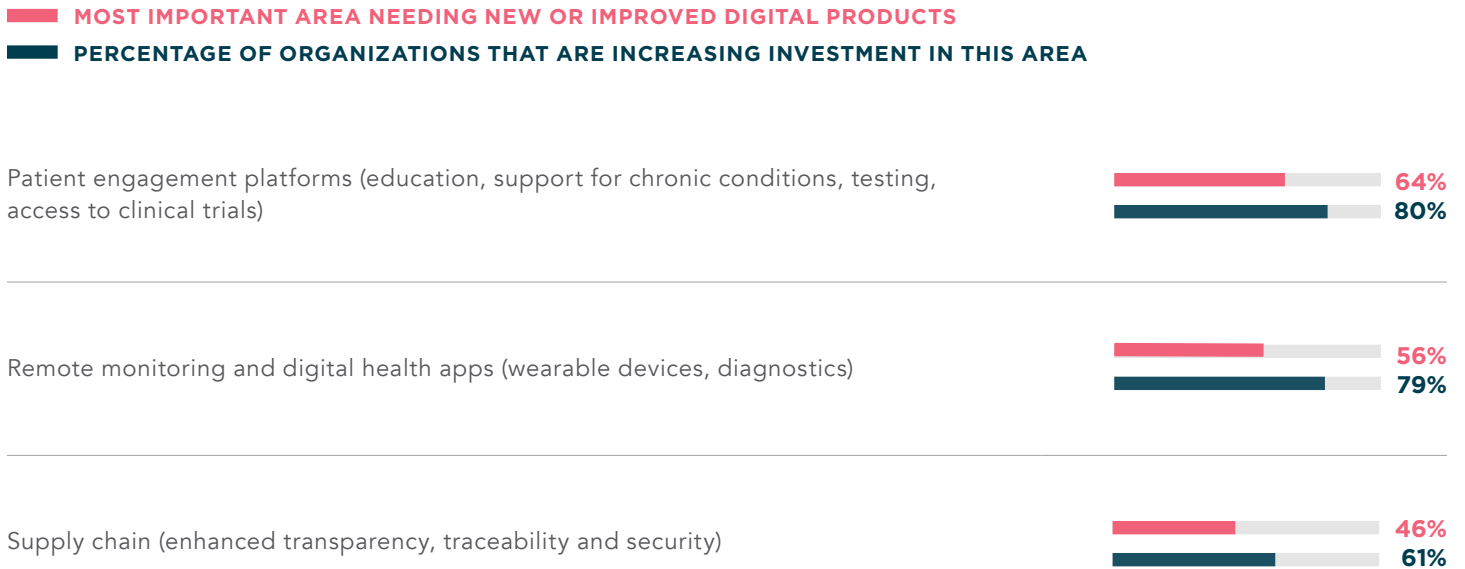 MOST IMPORTANT AREA NEEDING NEW OR IMPROVED DIGITAL PRODUCTS
PERCENTAGE OF ORGANIZATIONS THAT ARE INCREASING INVESTMENT IN THIS AREA
Patient engagement platforms (education, support for chronic conditions, testing,
access to clinical trials)
64%
80%
Remote monitoring and digital health apps (wearable devices, diagnostics)
56%
79%
Supply chain (enhanced transparency, traceability and security)
46%
61%